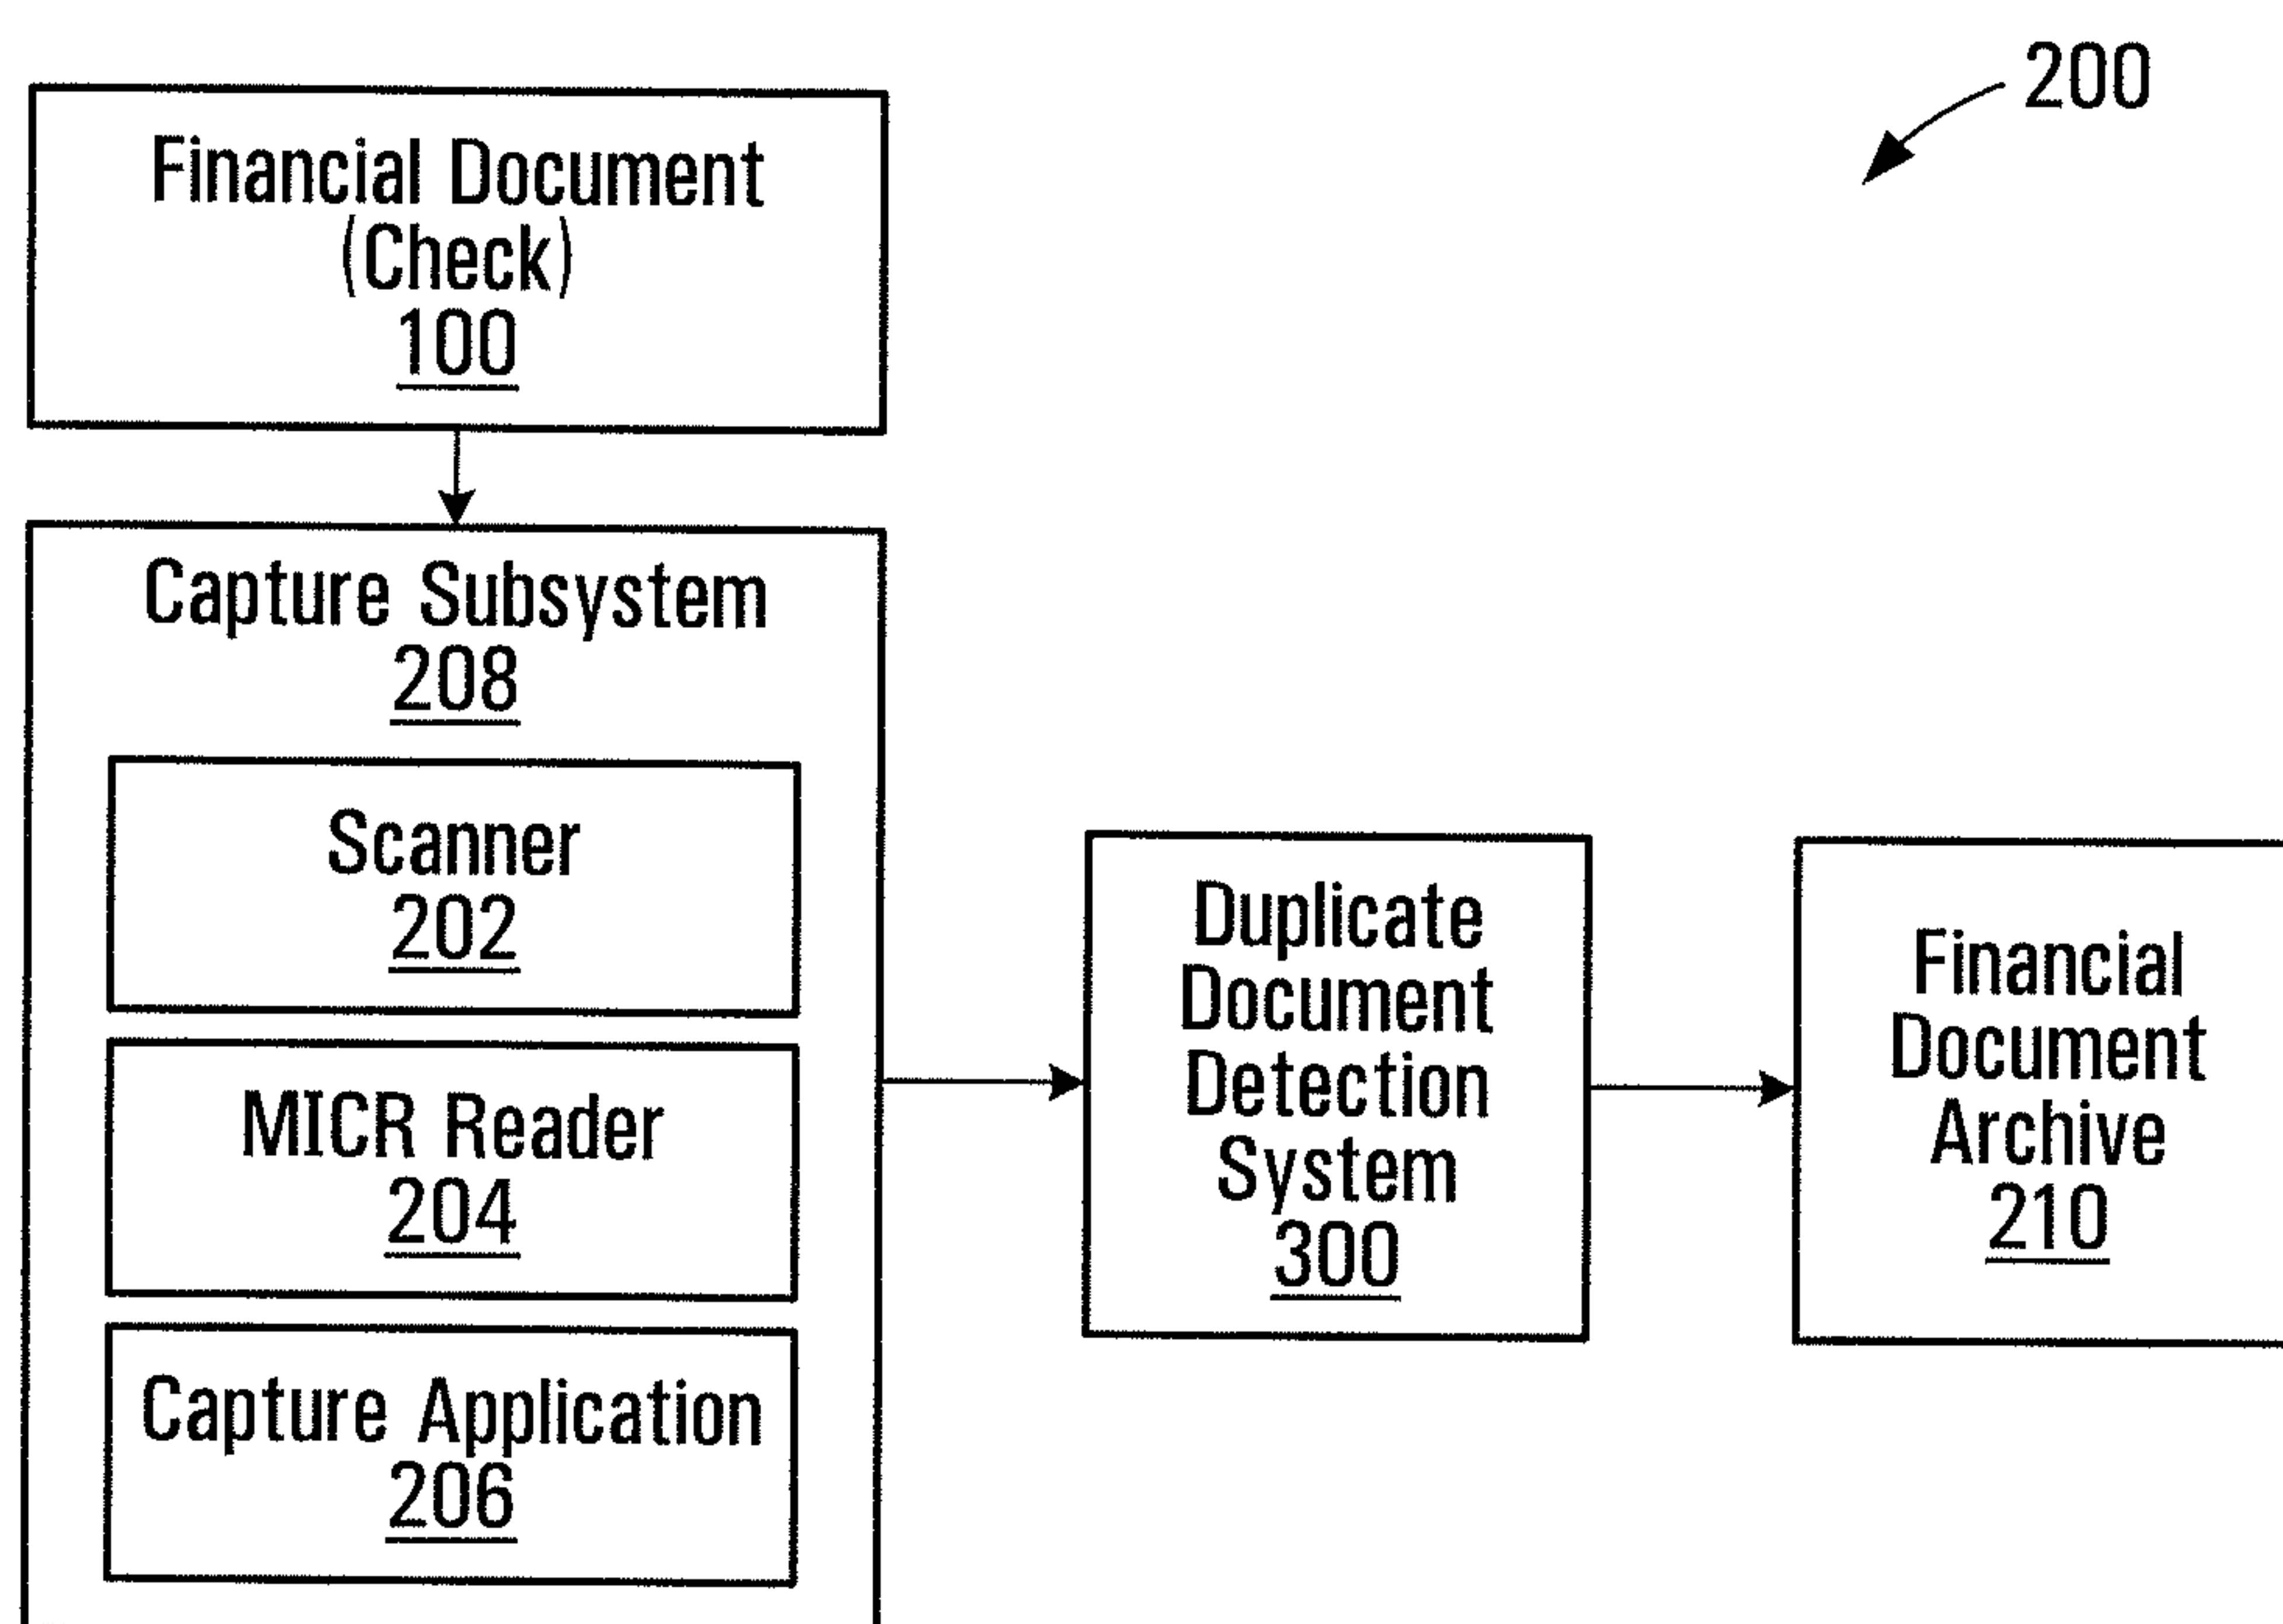 200
Financial Document
(Check)
100
Capture Subsystem
208
Scanner
202
MICR Reader
204
Capture Application
206
Duplicate
Document
Detection
System
300
Financial
Document
Archive
210